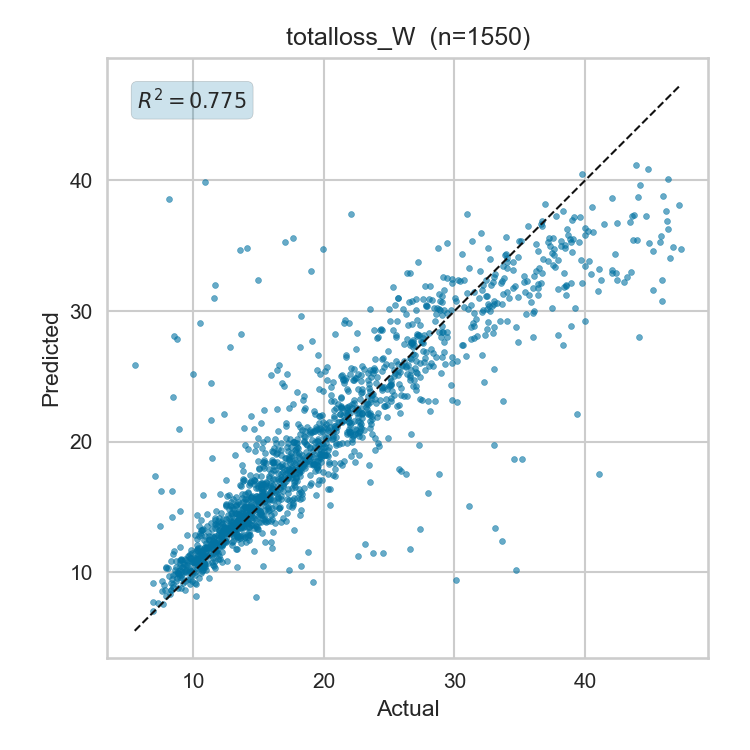 totalloss_W (n=1550)
R² = 0.775
40
30
20
10
Predicted
10 20 30 40
Actual